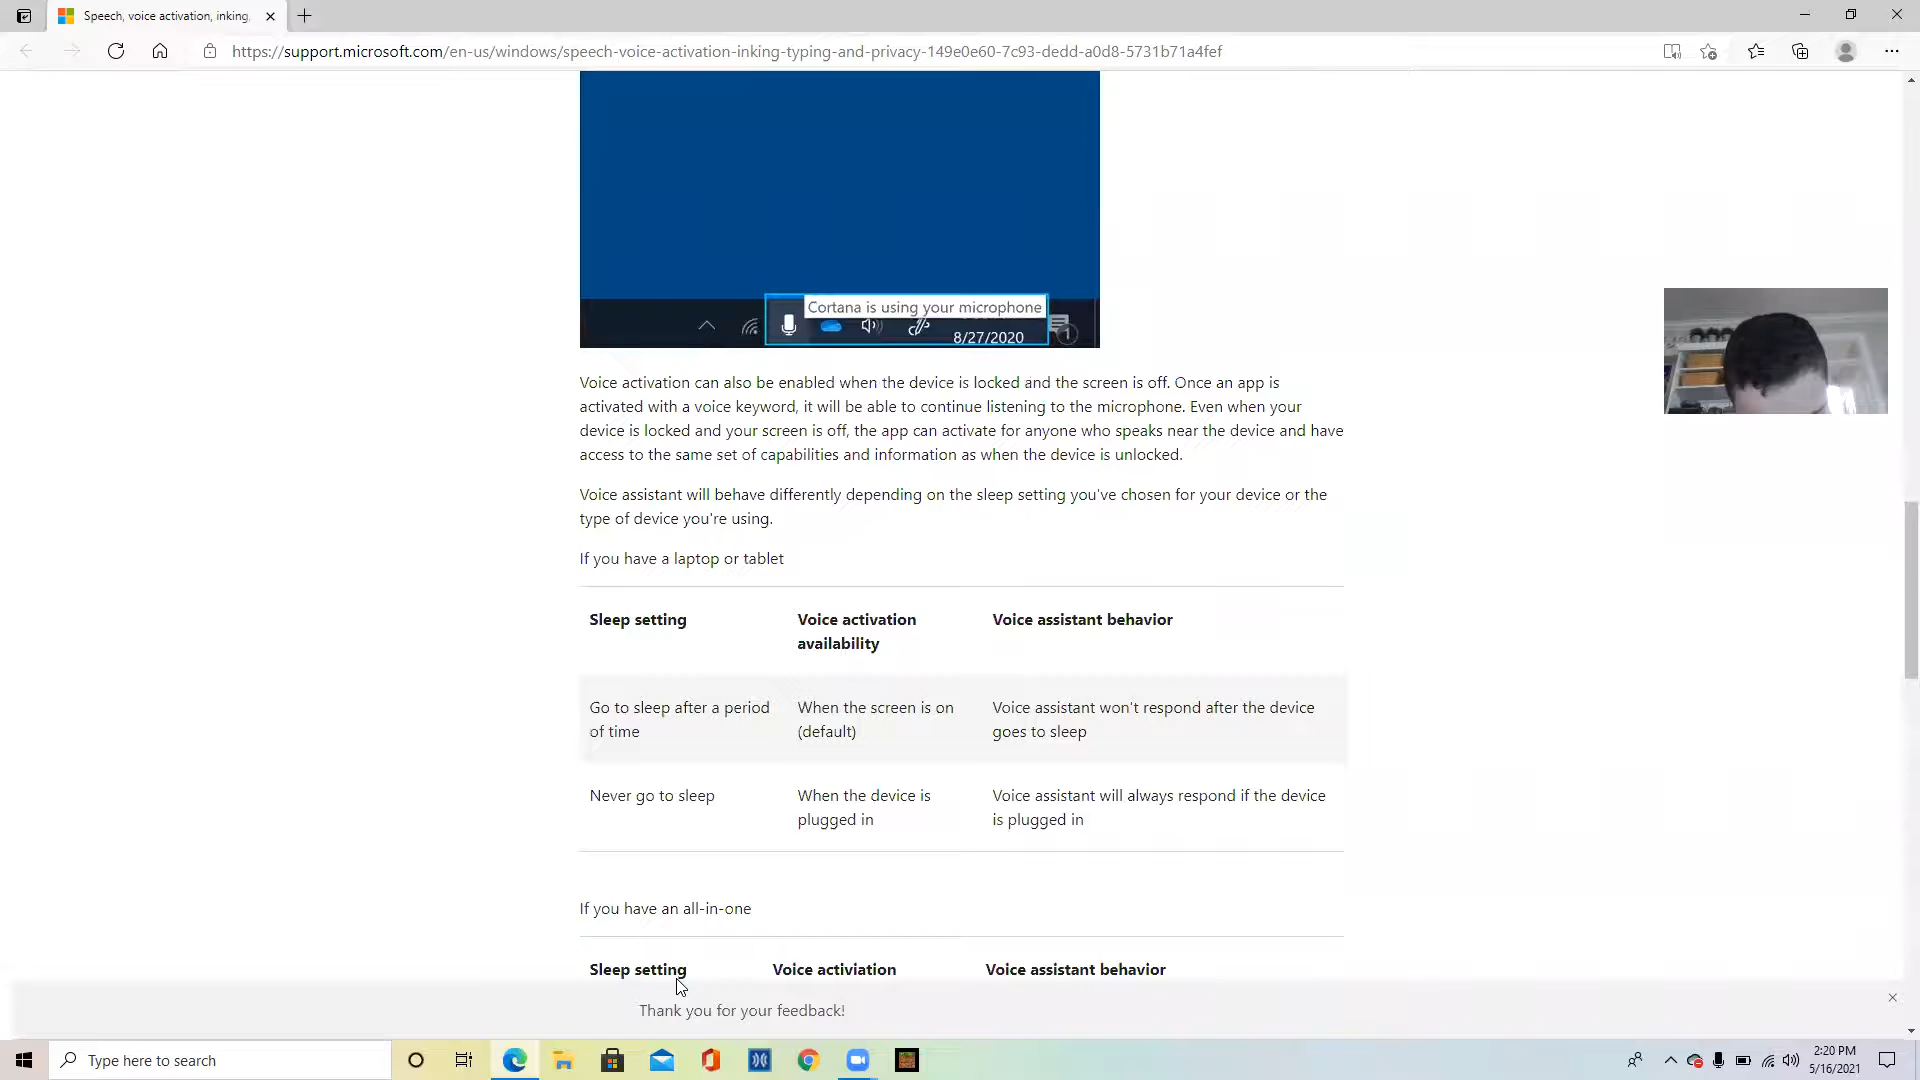 Speech, voice activation, inking,
https://support.microsoft.com/en-us/windows/speech-voice-activation-inking-typing-and-privacy-149e0e60-7c93-dedd-a0d8-5731b71a4fef
Cortana is using your microphone
8/27/2020
1
Voice activation can also be enabled when the device is locked and the screen is off. Once an app is
activated with a voice keyword, it will be able to continue listening to the microphone. Even when your
device is locked and your screen is off, the app can activate for anyone who speaks near the device and have
access to the same set of capabilities and information as when the device is unlocked.
Voice assistant will behave differently depending on the sleep setting you've chosen for your device or the
type of device you're using.
If you have a laptop or tablet
Sleep setting
Voice activation
availability
Voice assistant behavior
Go to sleep after a period
of time
When the screen is on
(default)
Voice assistant won't respond after the device
goes to sleep
Never go to sleep
When the device is
plugged in
Voice assistant will always respond if the device
is plugged in
If you have an all-in-one
Sleep setting
Voice activiation
Voice assistant behavior
Thank you for your feedback!
Type here to search
2:20 PM
5/16/2021